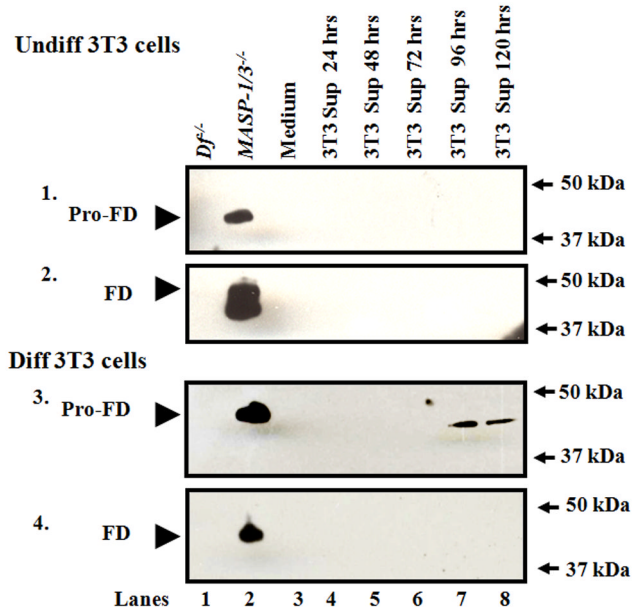 Undiff 3T3 cells
Df-/-
MASP-1/3-/-
Medium
3T3 Sup 24 hrs
3T3 Sup 48 hrs
3T3 Sup 72 hrs
3T3 Sup 96 hrs
3T3 Sup 120 hrs
1.
Pro-FD
50 kDa
37 kDa
2.
FD
50 kDa
37 kDa
Diff 3T3 cells
3.
Pro-FD
50 kDa
37 kDa
4.
FD
50 kDa
37 kDa
Lanes 1 2 3 4 5 6 7 8